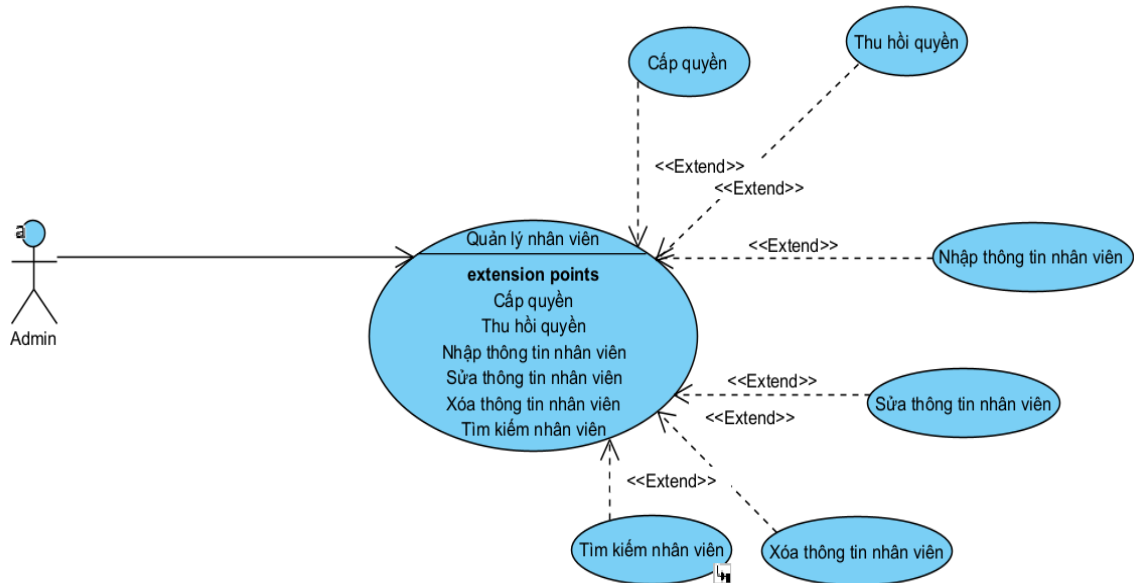 Thu hồi quyền
Cấp quyền
<<Extend>>
<<Extend>>
a
Quản lý nhân viên
<<Extend>>
Nhập thông tin nhân viên
extension points
Cấp quyền
Thu hồi quyền
Nhập thông tin nhân viên
Sửa thông tin nhân viên
Xóa thông tin nhân viên
Tìm kiếm nhân viên
Admin
<<Extend>>
Sửa thông tin nhân viên
<<Extend>>
<<Extend>>
Tìm kiếm nhân viên
Xóa thông tin nhân viên